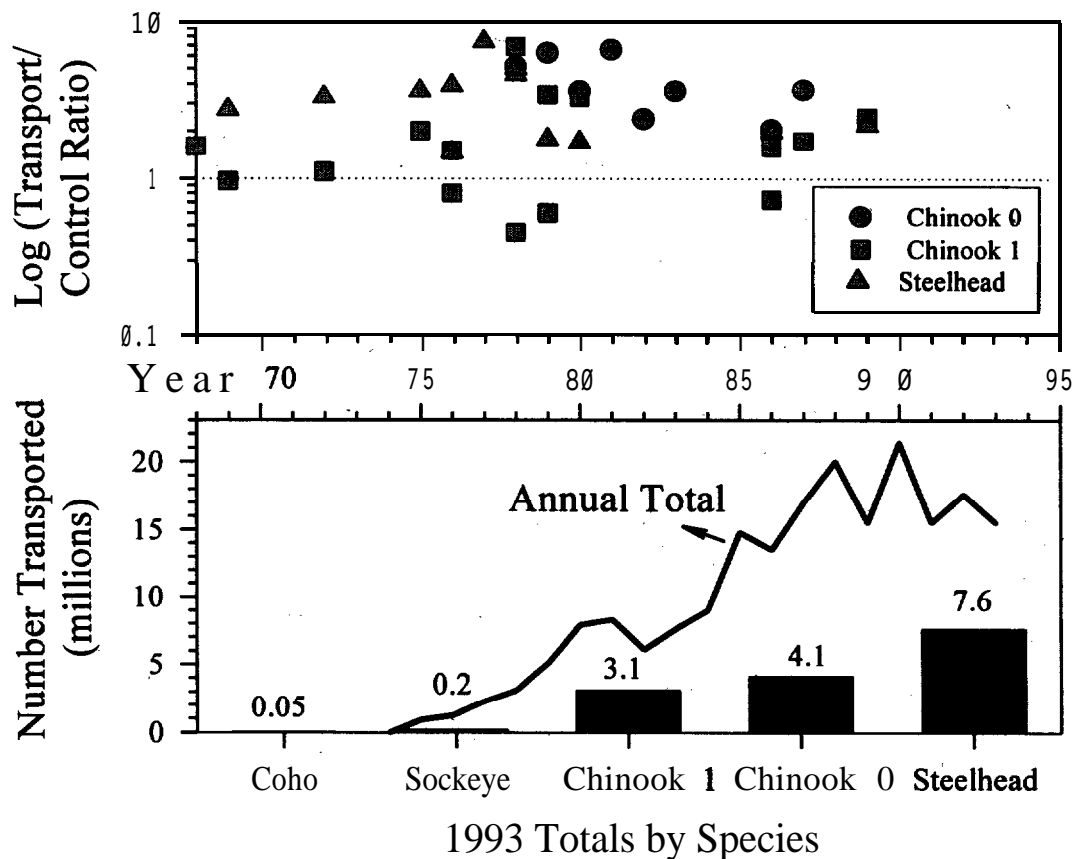 Log (Transport/
Control Ratio)
10
1
0.1
Chinook 0
Chinook 1
Steelhead
Year 70 75 80 85 90 95
Number Transported
(millions)
20
15
10
5
0
Annual Total
0.05
0.2
3.1
4.1
7.6
Coho Sockeye Chinook 1 Chinook 0 Steelhead
1993 Totals by Species